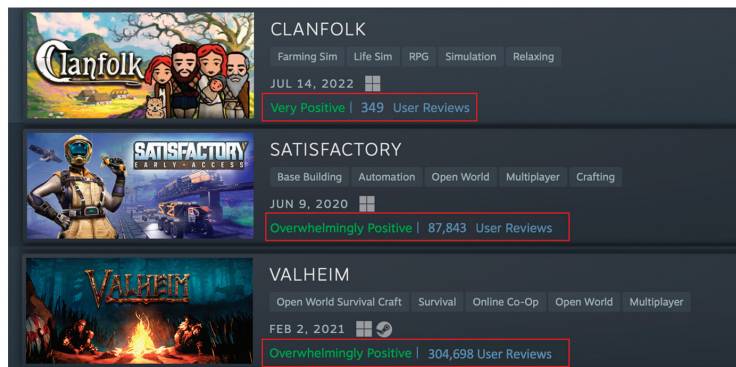 Clanfolk
CLANFOLK
Farming Sim Life Sim RPG Simulation Relaxing
JUL 14, 2022
Very Positive | 349 User Reviews
SATISFACTORY
EARLY-ACCESS
SATISFACTORY
Base Building Automation Open World Multiplayer Crafting
JUN 9, 2020
Overwhelmingly Positive | 87,843 User Reviews
VALHEIM
VALHEIM
Open World Survival Craft Survival Online Co-Op Open World Multiplayer
FEB 2, 2021
Overwhelmingly Positive | 304,698 User Reviews